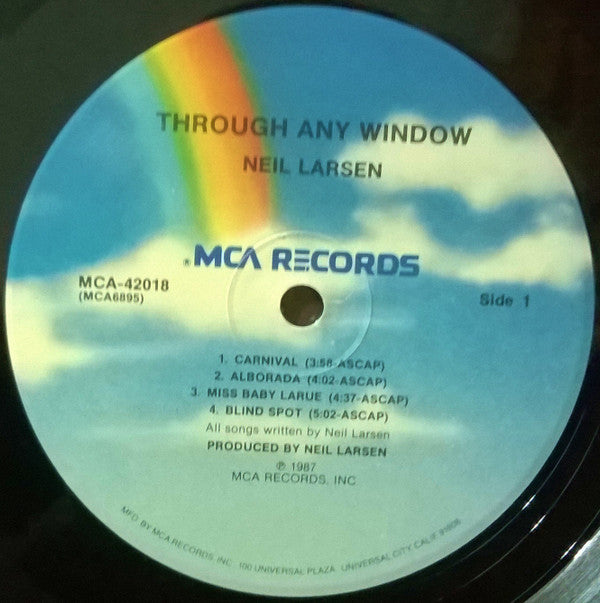 THROUGH ANY WINDOW
NEIL LARSEN
®MCA RECORDS
MCA-42018
(MCA6895)
Side 1
1. CARNIVAL (3:58-ASCAP)
2. ALBORADA (4:02-ASCAP)
3. MISS BABY LARUE (4:37-ASCAP)
4. BLIND SPOT (5:02-ASCAP)
All songs written by Neil Larsen
PRODUCED BY NEIL LARSEN
℗ 1987
MCA RECORDS, INC
MFD. BY MCA RECORDS, INC. 100 UNIVERSAL PLAZA UNIVERSAL CITY, CALIF. 91608